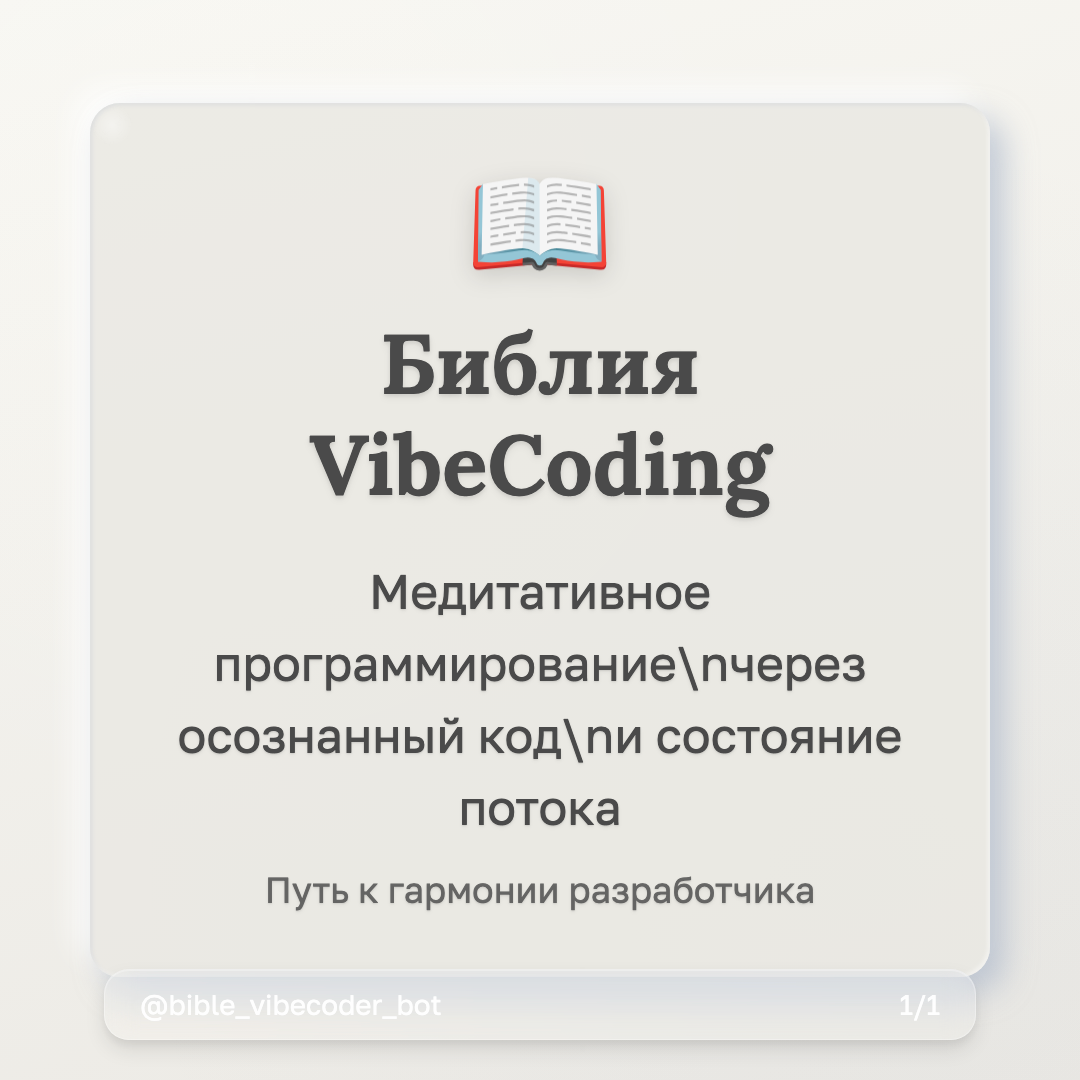 Библия
VibeCoding
Медитативное
программирование\nчерез
осознанный код\nи состояние
потока
Путь к гармонии разработчика
@bible_vibecoder_bot
1/1